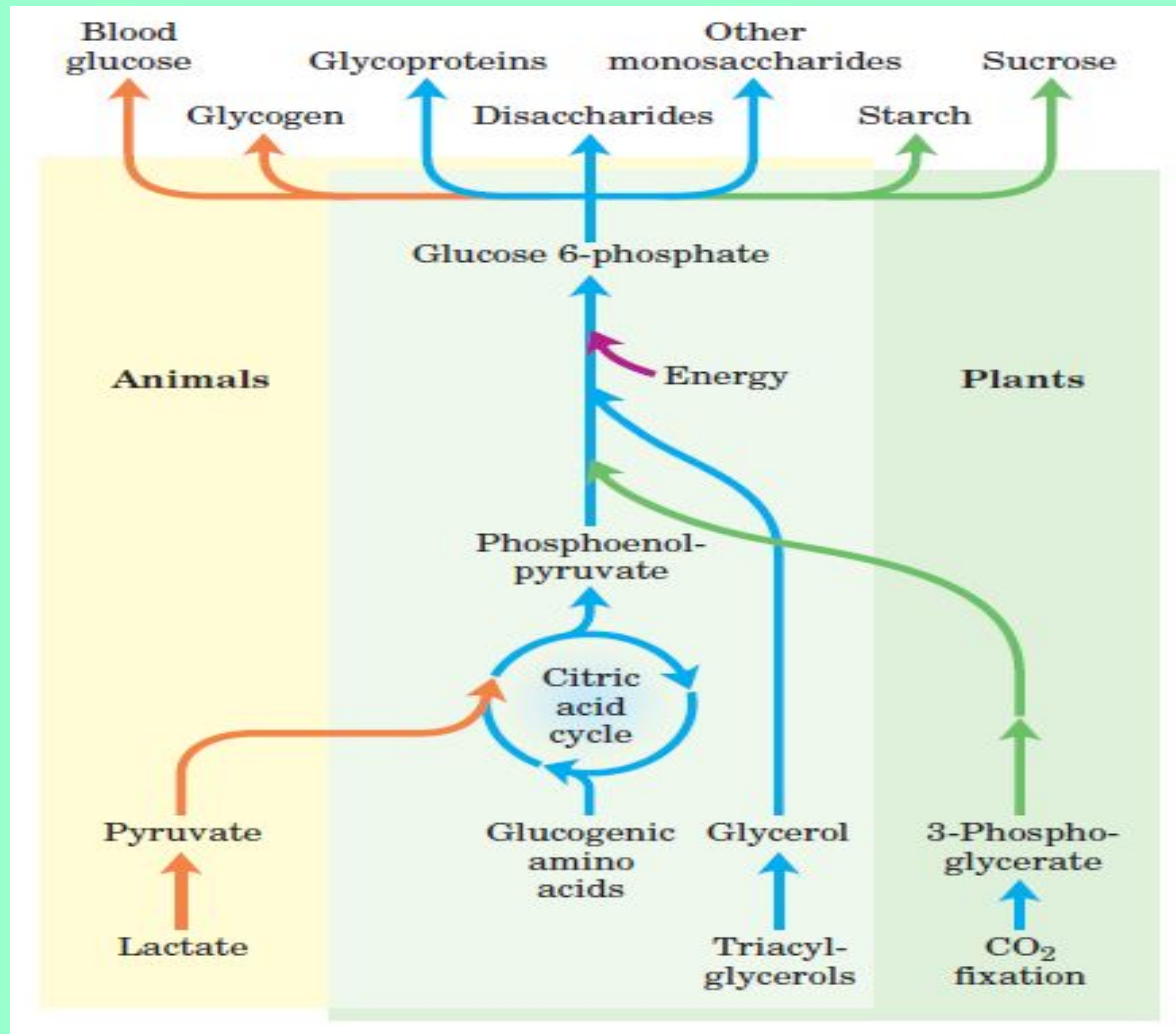 Blood
glucose
Glycoproteins
Other
monosaccharides
Sucrose
Glycogen
Disaccharides
Starch
Glucose 6-phosphate
Animals
Energy
Plants
Phosphoenol-
pyruvate
Citric
acid
cycle
Pyruvate
Glucogenic
amino
acids
Glycerol
3-Phospho-
glycerate
Lactate
Triacyl-
glycerols
CO₂
fixation